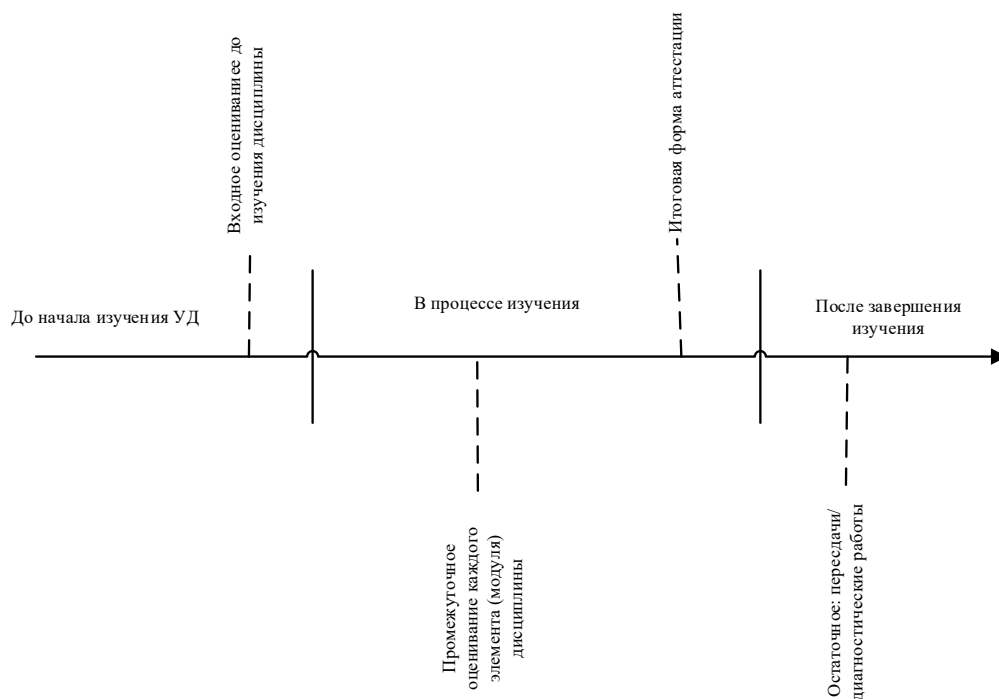 Входное оцениваниее до
изучения дисциплины
Итоговая форма аттестации
До начала изучения УД
В процессе изучения
После завершения
изучения
Промежуточное
оценивание каждого
элемента (модуля)
дисциплины
Остаточное: пересдачи/
диагностические работы